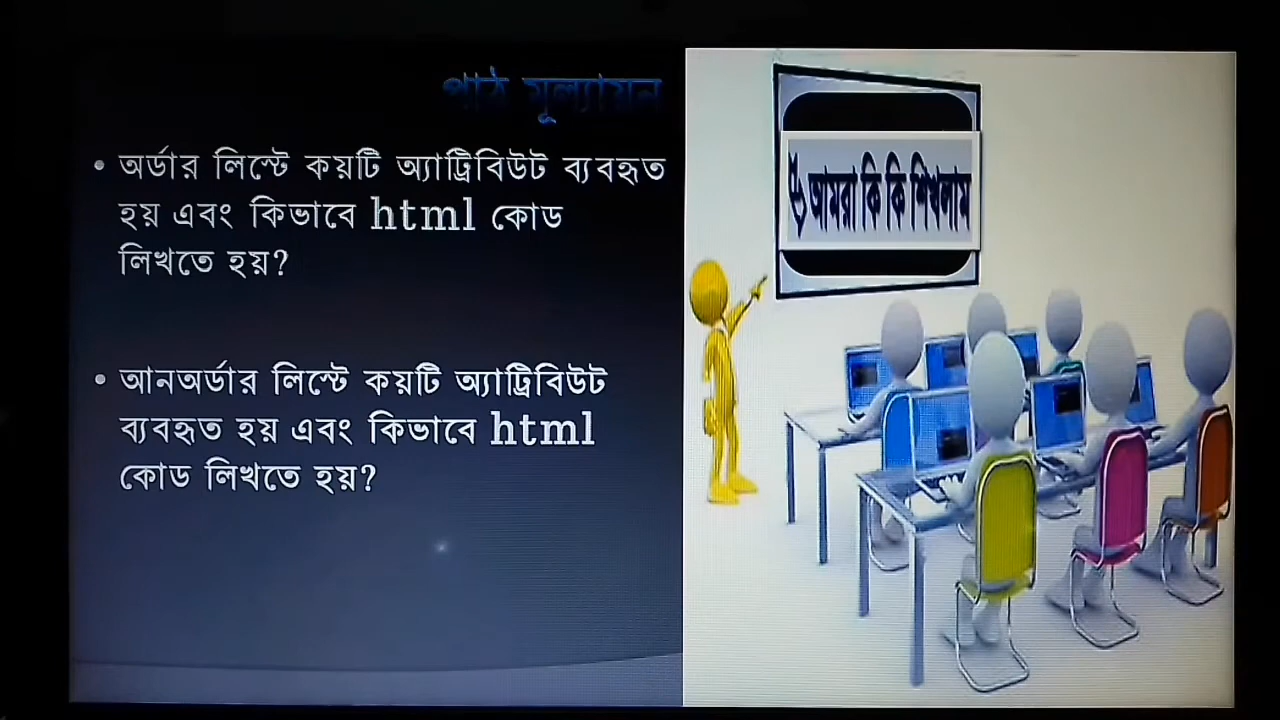 পাঠ মূল্যায়ন
• অর্ডার লিস্টে কয়টি অ্যাট্রিবিউট ব্যবহৃত
হয় এবং কিভাবে html কোড
লিখতে হয়?
• আনঅর্ডার লিস্টে কয়টি অ্যাট্রিবিউট
ব্যবহৃত হয় এবং কিভাবে html
কোড লিখতে হয়?
আমরা কি কি শিখলাম